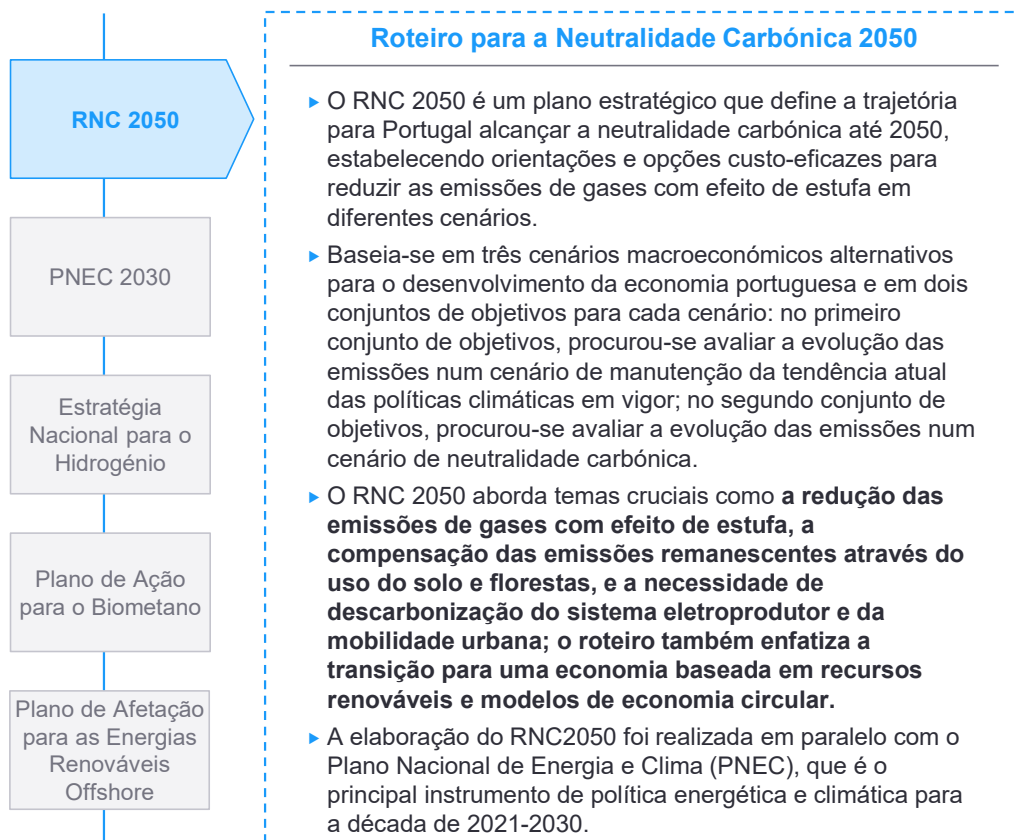 RNC 2050
PNEC 2030
Estratégia
Nacional para o
Hidrogénio
Plano de Ação
para o Biometano
Plano de Afetação
para as Energias
Renováveis
Offshore
Roteiro para a Neutralidade Carbónica 2050
O RNC 2050 é um plano estratégico que define a trajetória
para Portugal alcançar a neutralidade carbónica até 2050,
estabelecendo orientações e opções custo-eficazes para
reduzir as emissões de gases com efeito de estufa em
diferentes cenários.
Baseia-se em três cenários macroeconómicos alternativos
para o desenvolvimento da economia portuguesa e em dois
conjuntos de objetivos para cada cenário: no primeiro
conjunto de objetivos, procurou-se avaliar a evolução das
emissões num cenário de manutenção da tendência atual
das políticas climáticas em vigor; no segundo conjunto de
objetivos, procurou-se avaliar a evolução das emissões num
cenário de neutralidade carbónica.
O RNC 2050 aborda temas cruciais como a redução das
emissões de gases com efeito de estufa, a
compensação das emissões remanescentes através do
uso do solo e florestas, e a necessidade de
descarbonização do sistema eletroprodutor e da
mobilidade urbana; o roteiro também enfatiza a
transição para uma economia baseada em recursos
renováveis e modelos de economia circular.
A elaboração do RNC2050 foi realizada em paralelo com o
Plano Nacional de Energia e Clima (PNEC), que é o
principal instrumento de política energética e climática para
a década de 2021-2030.